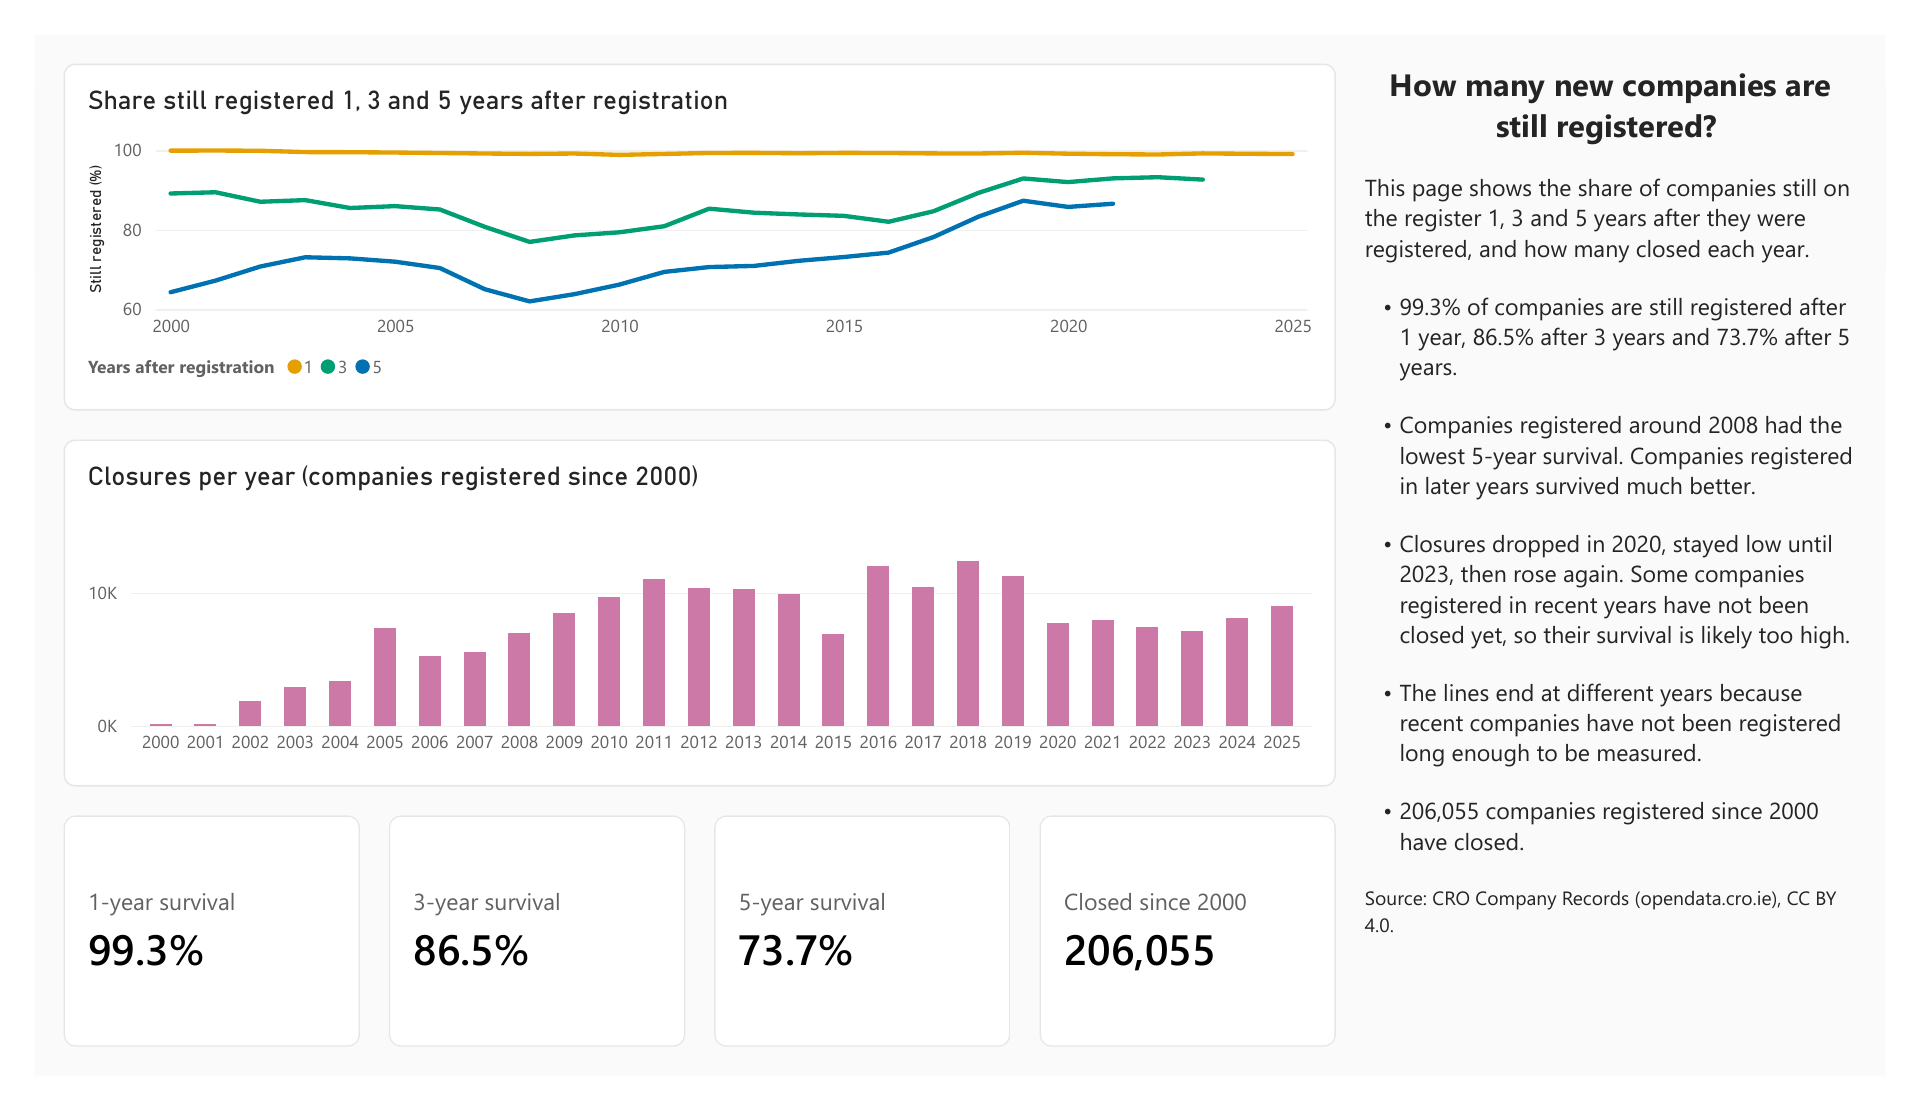 Share still registered 1, 3 and 5 years after registration
Still registered (%)
100
80
60
2000 2005 2010 2015 2020 2025
Years after registration 1 3 5
Closures per year (companies registered since 2000)
10K
0K
2000 2001 2002 2003 2004 2005 2006 2007 2008 2009 2010 2011 2012 2013 2014 2015 2016 2017 2018 2019 2020 2021 2022 2023 2024 2025
1-year survival
99.3%
3-year survival
86.5%
5-year survival
73.7%
Closed since 2000
206,055
How many new companies are
still registered?
This page shows the share of companies still on
the register 1, 3 and 5 years after they were
registered, and how many closed each year.
• 99.3% of companies are still registered after
1 year, 86.5% after 3 years and 73.7% after 5
years.
• Companies registered around 2008 had the
lowest 5-year survival. Companies registered
in later years survived much better.
• Closures dropped in 2020, stayed low until
2023, then rose again. Some companies
registered in recent years have not been
closed yet, so their survival is likely too high.
• The lines end at different years because
recent companies have not been registered
long enough to be measured.
• 206,055 companies registered since 2000
have closed.
Source: CRO Company Records (opendata.cro.ie), CC BY
4.0.